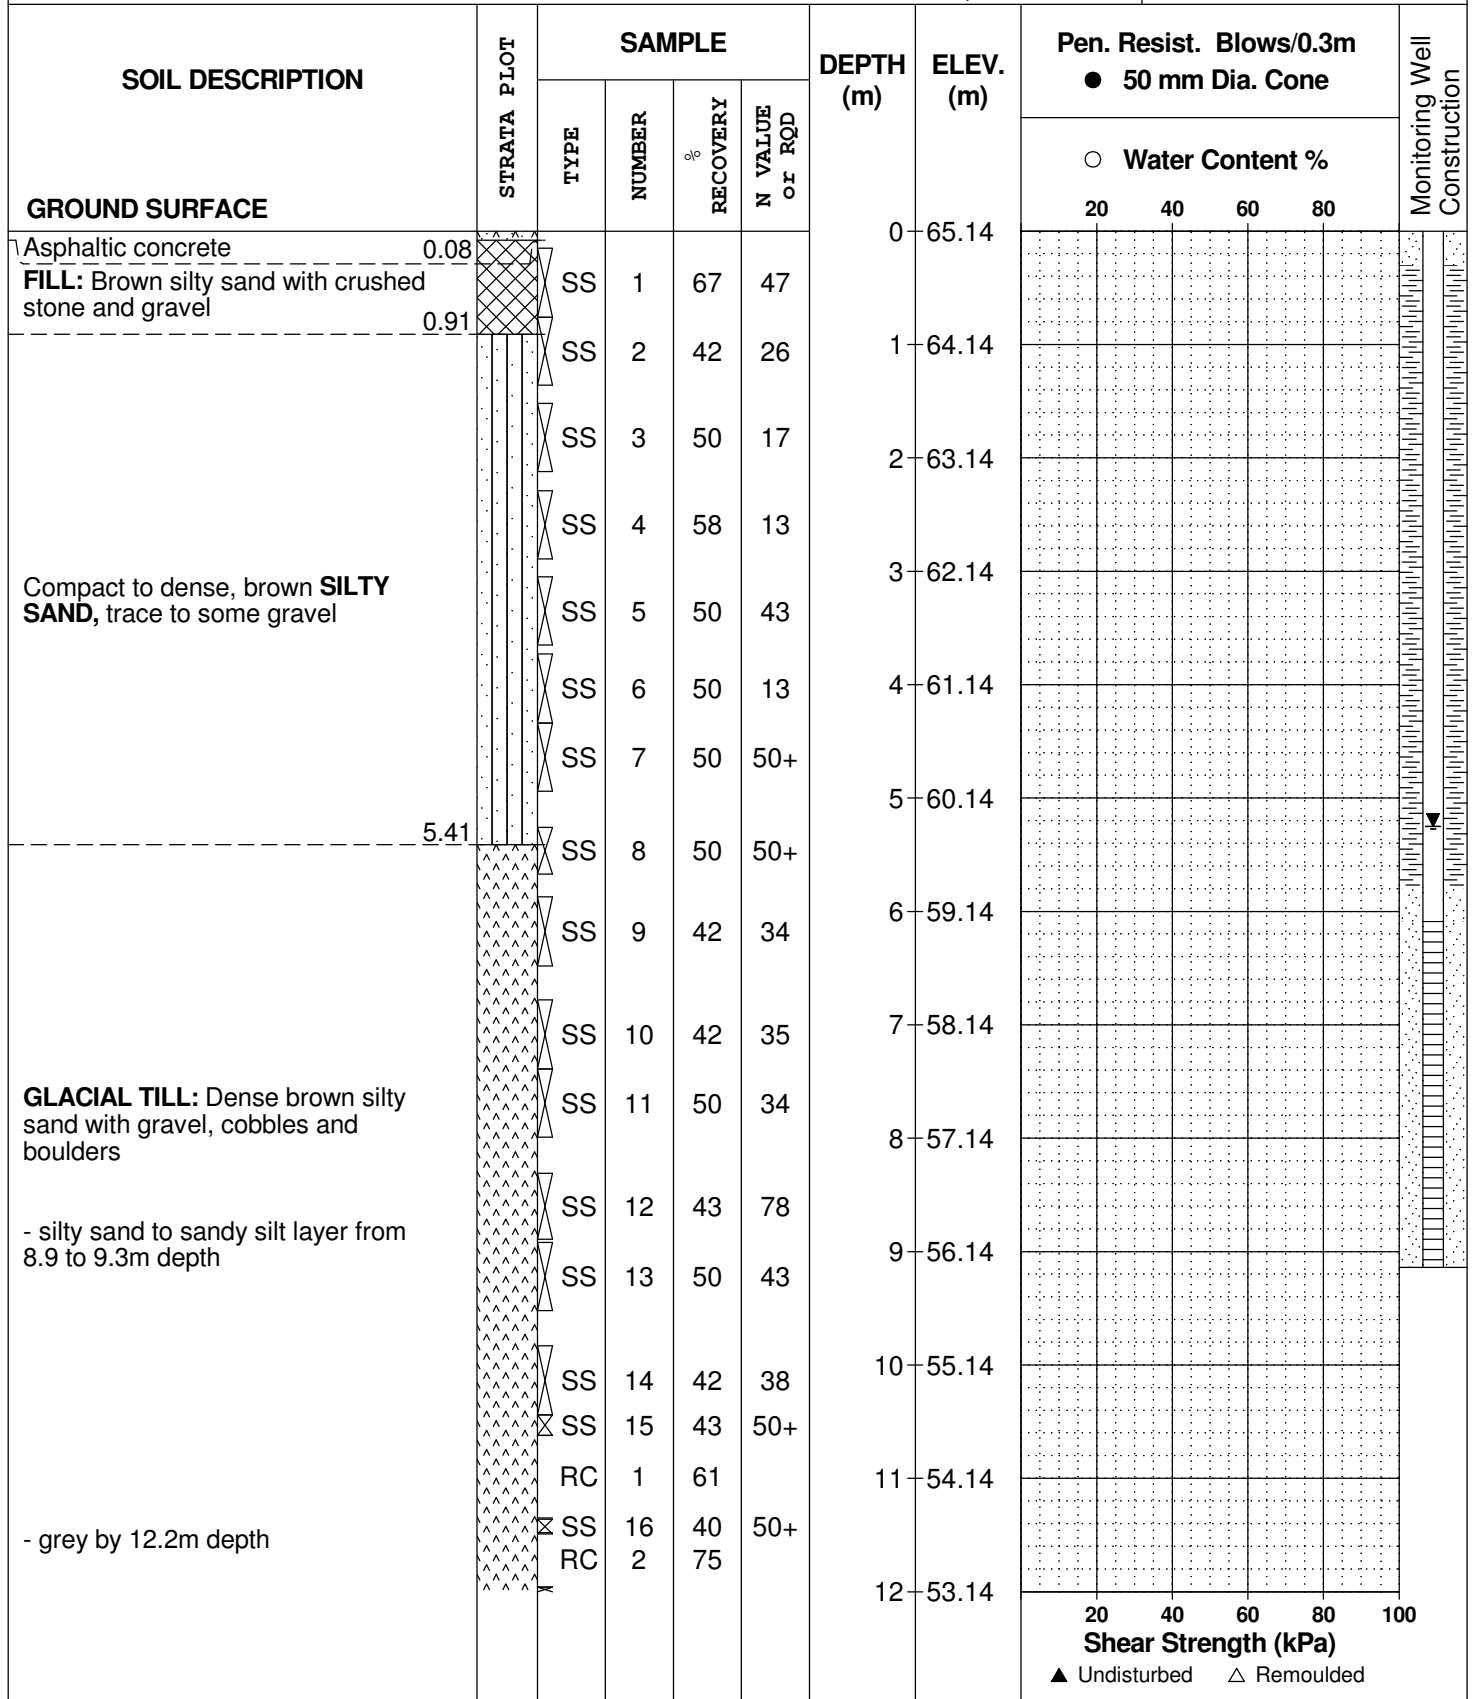 SOIL DESCRIPTION
GROUND SURFACE
STRATA PLOT
SAMPLE
TYPE
NUMBER
%
RECOVERY
N VALUE
or RQD
DEPTH
(m)
ELEV.
(m)
Pen. Resist. Blows/0.3m
● 50 mm Dia. Cone
○ Water Content %
20 40 60 80
Monitoring Well
Construction
0 65.14
Asphaltic concrete 0.08
FILL: Brown silty sand with crushed
stone and gravel
0.91
SS 1 67 47
SS 2 42 26
1 64.14
SS 3 50 17
2 63.14
SS 4 58 13
3 62.14
Compact to dense, brown SILTY
SAND, trace to some gravel
SS 5 50 43
SS 6 50 13
4 61.14
SS 7 50 50+
5 60.14
5.41
SS 8 50 50+
6 59.14
SS 9 42 34
7 58.14
SS 10 42 35
GLACIAL TILL: Dense brown silty
sand with gravel, cobbles and
boulders
SS 11 50 34
8 57.14
SS 12 43 78
- silty sand to sandy silt layer from
8.9 to 9.3m depth
9 56.14
SS 13 50 43
10 55.14
SS 14 42 38
SS 15 43 50+
RC 1 61
11 54.14
SS 16 40 50+
- grey by 12.2m depth
RC 2 75
12 53.14
20 40 60 80 100
Shear Strength (kPa)
▲ Undisturbed △ Remoulded